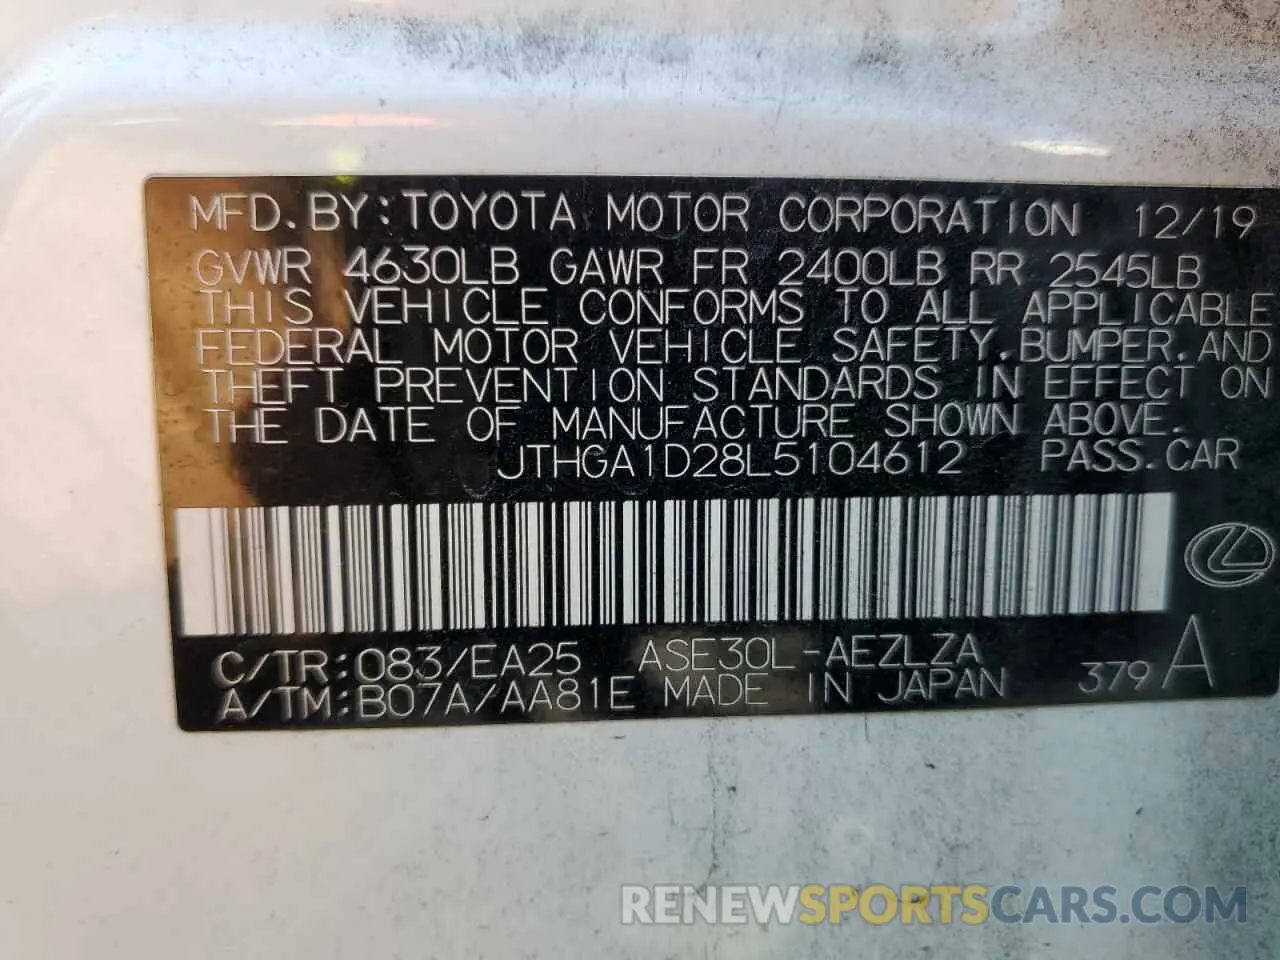 MFD.BY:TOYOTA MOTOR CORPORATION 12/19
GVWR 4630LB GAWR FR 2400LB RR 2545LB
THIS VEHICLE CONFORMS TO ALL APPLICABLE
FEDERAL MOTOR VEHICLE SAFETY,BUMPER,AND
THEFT PREVENTION STANDARDS IN EFFECT ON
THE DATE OF MANUFACTURE SHOWN ABOVE.
JTHGA1D28L5104612 PASS.CAR
C/TR:083/EA25 ASE30L-AEZLZA
A/TM:B07A/AA81E MADE IN JAPAN 379 A
RENEWSPORTSCARS.COM